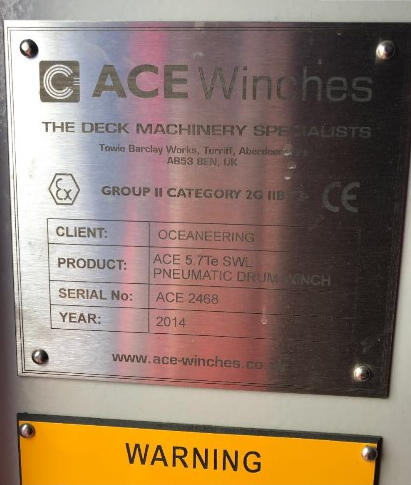 ACE Winches
THE DECK MACHINERY SPECIALISTS
Towie Barclay Works, Turriff, Aberdeenshire
AB53 8EN, UK
Ex
GROUP II CATEGORY 2G IIB
CE
CLIENT: OCEANEERING
PRODUCT: ACE 5.7Te SWL
PNEUMATIC DRUM WINCH
SERIAL No: ACE 2468
YEAR: 2014
www.ace-winches.co.
WARNING